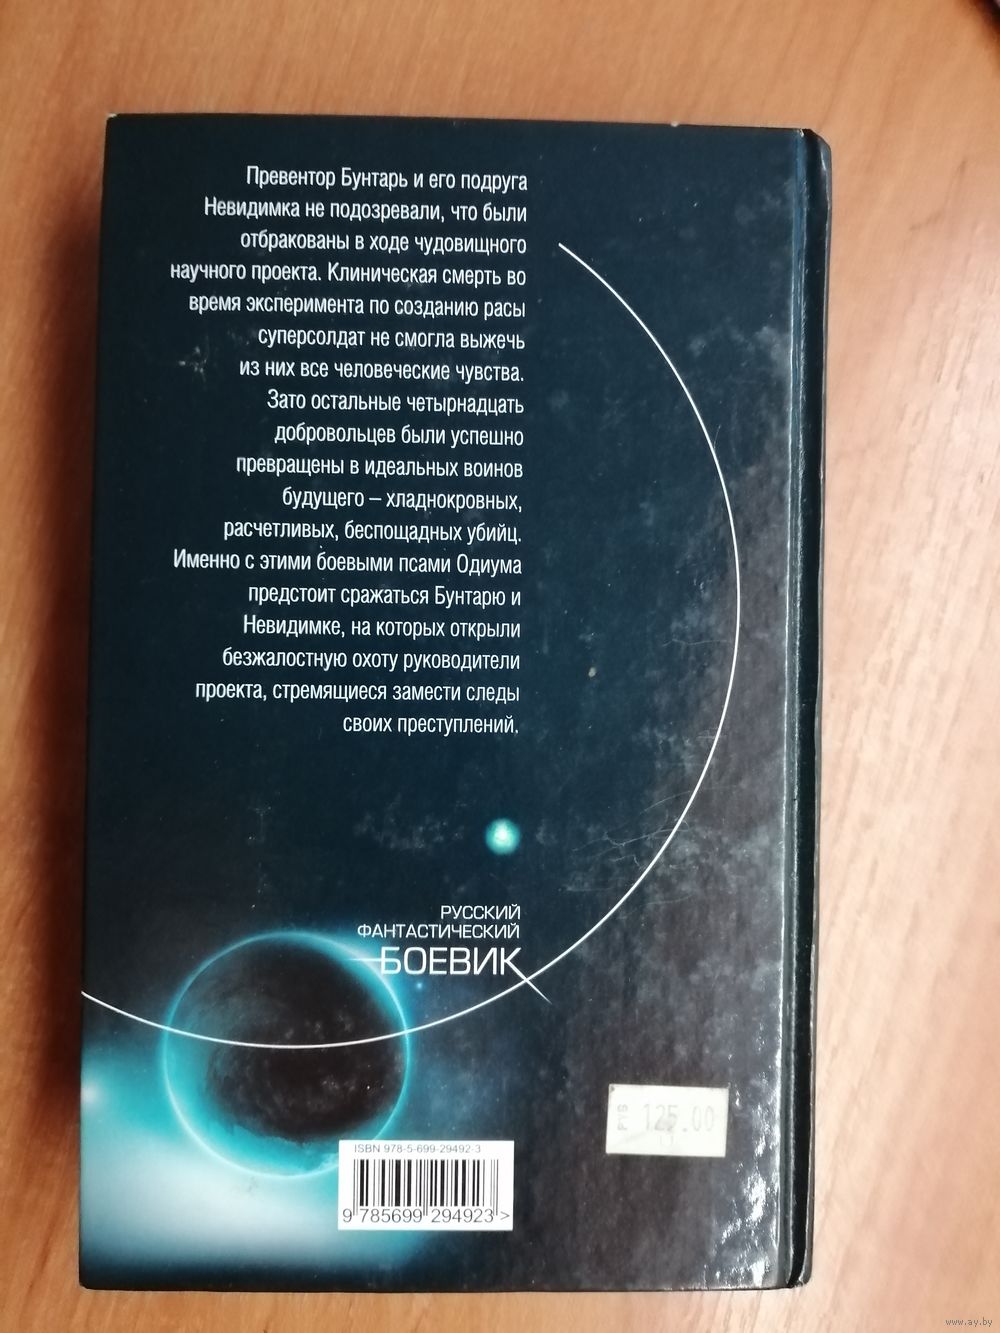 Превентор Бунтарь и его подруга
Невидимка не подозревали, что были
отбракованы в ходе чудовищного
научного проекта. Клиническая смерть во
время эксперимента по созданию расы
суперсолдат не смогла выжечь
из них все человеческие чувства.
Зато остальные четырнадцать
добровольцев были успешно
превращены в идеальных воинов
будущего – хладнокровных,
расчетливых, беспощадных убийц.
Именно с этими боевыми псами Одиума
предстоит сражаться Бунтарю и
Невидимке, на которых открыли
безжалостную охоту руководители
проекта, стремящиеся замести следы
своих преступлений.
РУССКИЙ
ФАНТАСТИЧЕСКИЙ
БОЕВИК
РУБ 125.00
ISBN 978-5-699-29492-3
9 785699 294923 >
www.ay.by